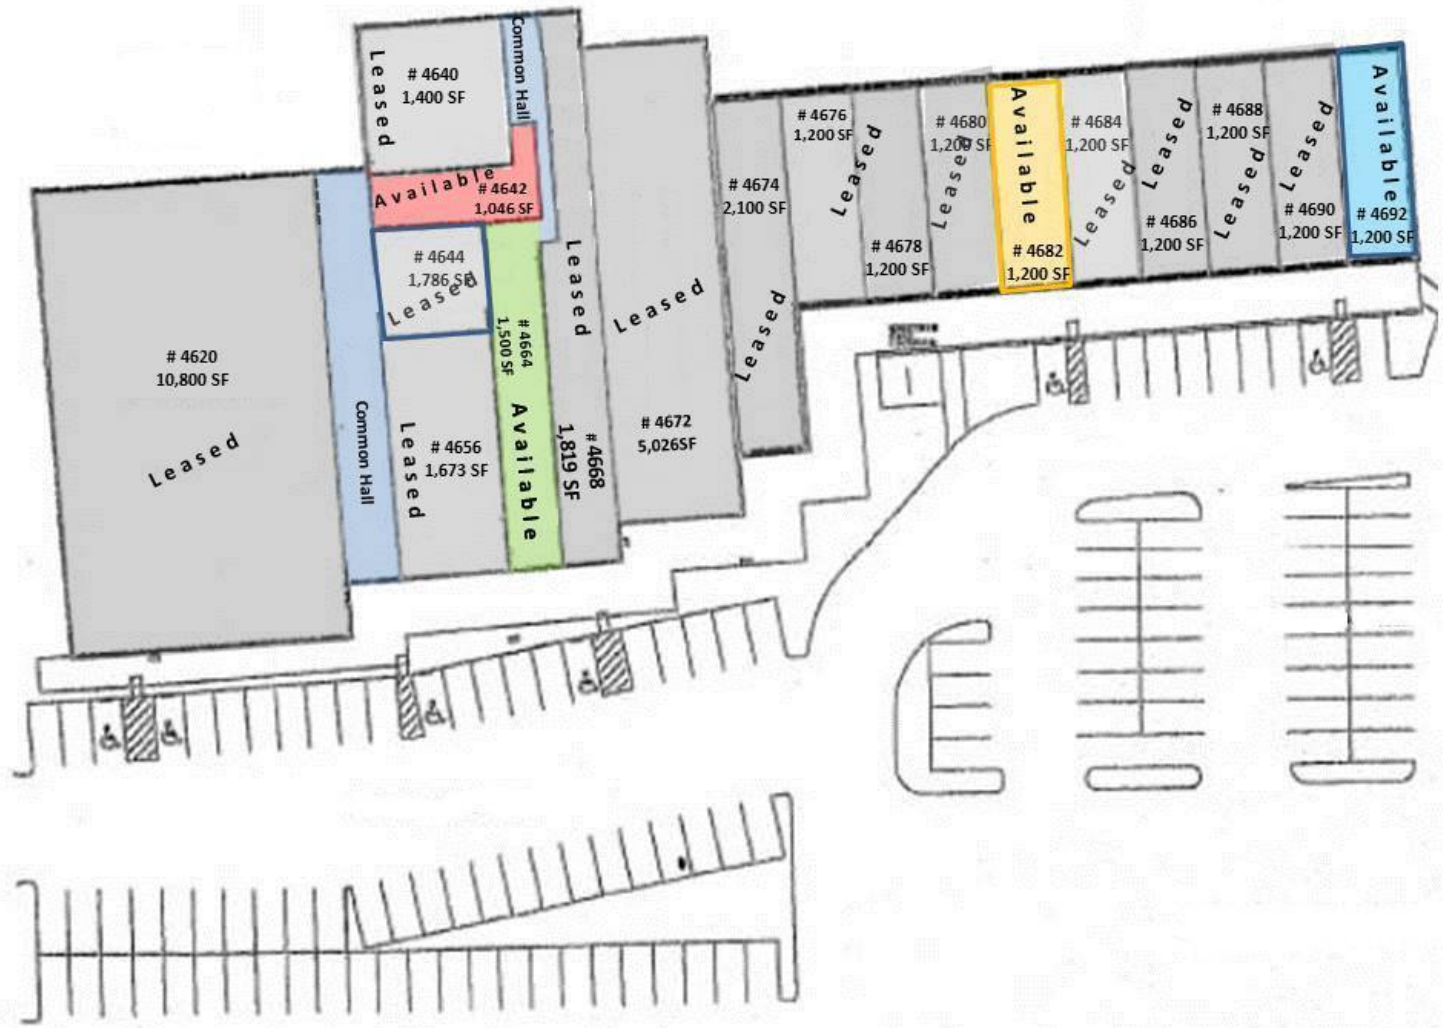 Leased
# 4640
1,400 SF
Common Hall
Available
# 4642
1,046 SF
# 4644
1,786 SF
Leased
# 4620
10,800 SF
Leased
Common Hall
Leased
# 4656
1,673 SF
# 4664
1,500 SF
Available
Leased
# 4668
1,819 SF
Leased
# 4672
5,026SF
# 4674
2,100 SF
Leased
# 4676
1,200 SF
Leased
# 4678
1,200 SF
# 4680
1,200 SF
Leased
Available
# 4682
1,200 SF
# 4684
1,200 SF
Leased
Leased
# 4686
1,200 SF
# 4688
1,200 SF
Leased
Leased
# 4690
1,200 SF
Available
# 4692
1,200 SF